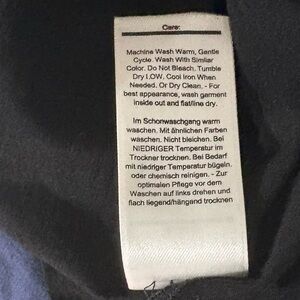 Care:
Machine Wash Warm, Gentle
Cycle. Wash With Similar
Color. Do Not Bleach. Tumble
Dry LOW. Cool Iron When
Needed. Or Dry Clean. - For
best appearance, wash garment
inside out and flat/line dry.
Im Schonwaschgang warm
waschen. Mit ähnlichen Farben
waschen. Nicht bleichen. Bei
NIEDRIGER Temperatur im
Trockner trocknen. Bei Bedarf
mit niedriger Temperatur bügeln.
oder chemisch reinigen. - Zur
optimalen Pflege vor dem
Waschen auf links drehen und
flach liegend/hängend trocknen